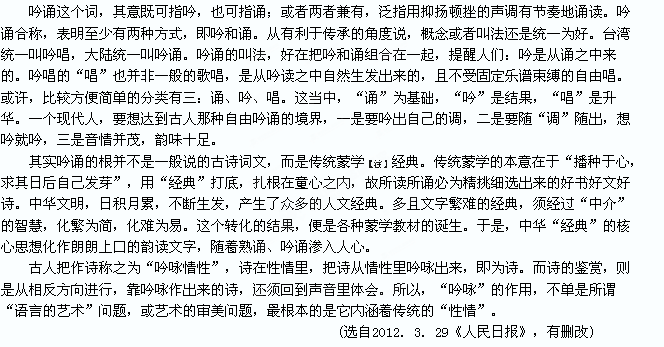 吟诵这个词，其意既可指吟，也可指诵；或者两者兼有，泛指用抑扬顿挫的声调有节奏地诵读。吟
诵合称，表明至少有两种方式，即吟和诵。从有利于传承的角度说，概念或者叫法还是统一为好。台湾
统一叫吟唱，大陆统一叫吟诵。吟诵的叫法，好在把吟和诵组合在一起，提醒人们：吟是从诵之中来
的。吟唱的“唱”也并非一般的歌唱，是从吟读之中自然生发出来的，且不受固定乐谱束缚的自由唱。
或许，比较方便简单的分类有三：诵、吟、唱。这当中，“诵”为基础，“吟”是结果，“唱”是升
华。一个现代人，要想达到古人那种自由吟诵的境界，一是要吟出自己的调，二是要随“调”随出，想
吟就吟，三是音情并茂，韵味十足。
其实吟诵的根并不是一般说的古诗词文，而是传统蒙学【注】经典。传统蒙学的本意在于“播种于心，
求其日后自己发芽”，用“经典”打底，扎根在童心之内，故所读所诵必为精挑细选出来的好书好文好
诗。中华文明，日积月累，不断生发，产生了众多的人文经典。多且文字繁难的经典，须经过“中介”
的智慧，化繁为简，化难为易。这个转化的结果，便是各种蒙学教材的诞生。于是，中华“经典”的核
心思想化作朗朗上口的韵读文字，随着熟诵、吟诵渗入人心。
古人把作诗称之为“吟咏情性”，诗在性情里，把诗从情性里吟咏出来，即为诗。而诗的鉴赏，则
是从相反方向进行，靠吟咏作出来的诗，还须回到声音里体会。所以，“吟咏”的作用，不单是所谓
“语言的艺术”问题，或艺术的审美问题，最根本的是它内涵着传统的“性情”。
(选自2012. 3. 29《人民日报》，有删改)